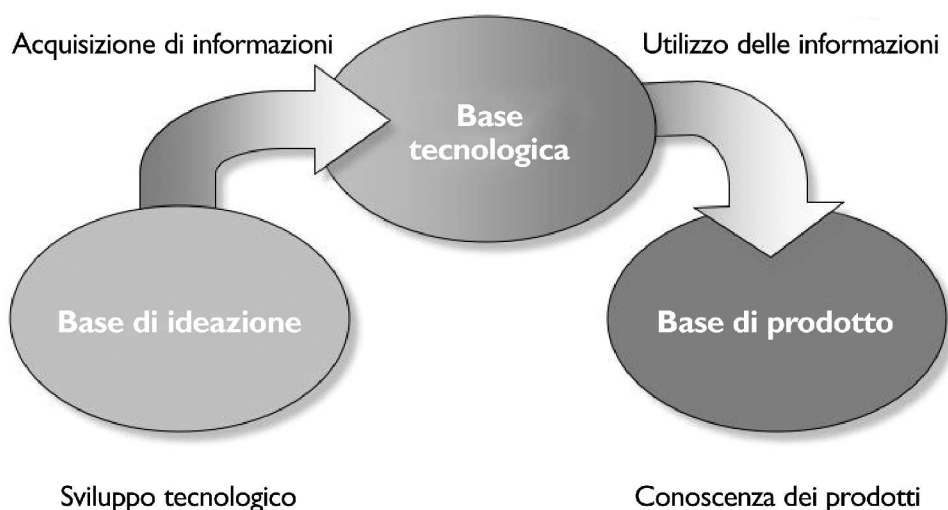 Acquisizione di informazioni
Utilizzo delle informazioni
Base
tecnologica
Base di ideazione
Base di prodotto
Sviluppo tecnologico
Conoscenza dei prodotti